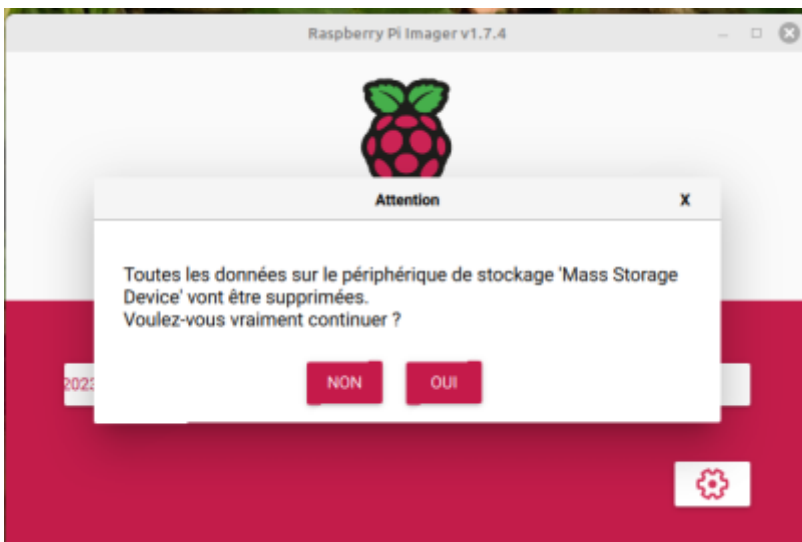 Raspberry Pi Imager v1.7.4
Attention
X
Toutes les données sur le périphérique de stockage 'Mass Storage
Device' vont être supprimées.
Voulez-vous vraiment continuer ?
NON
OUI
2023